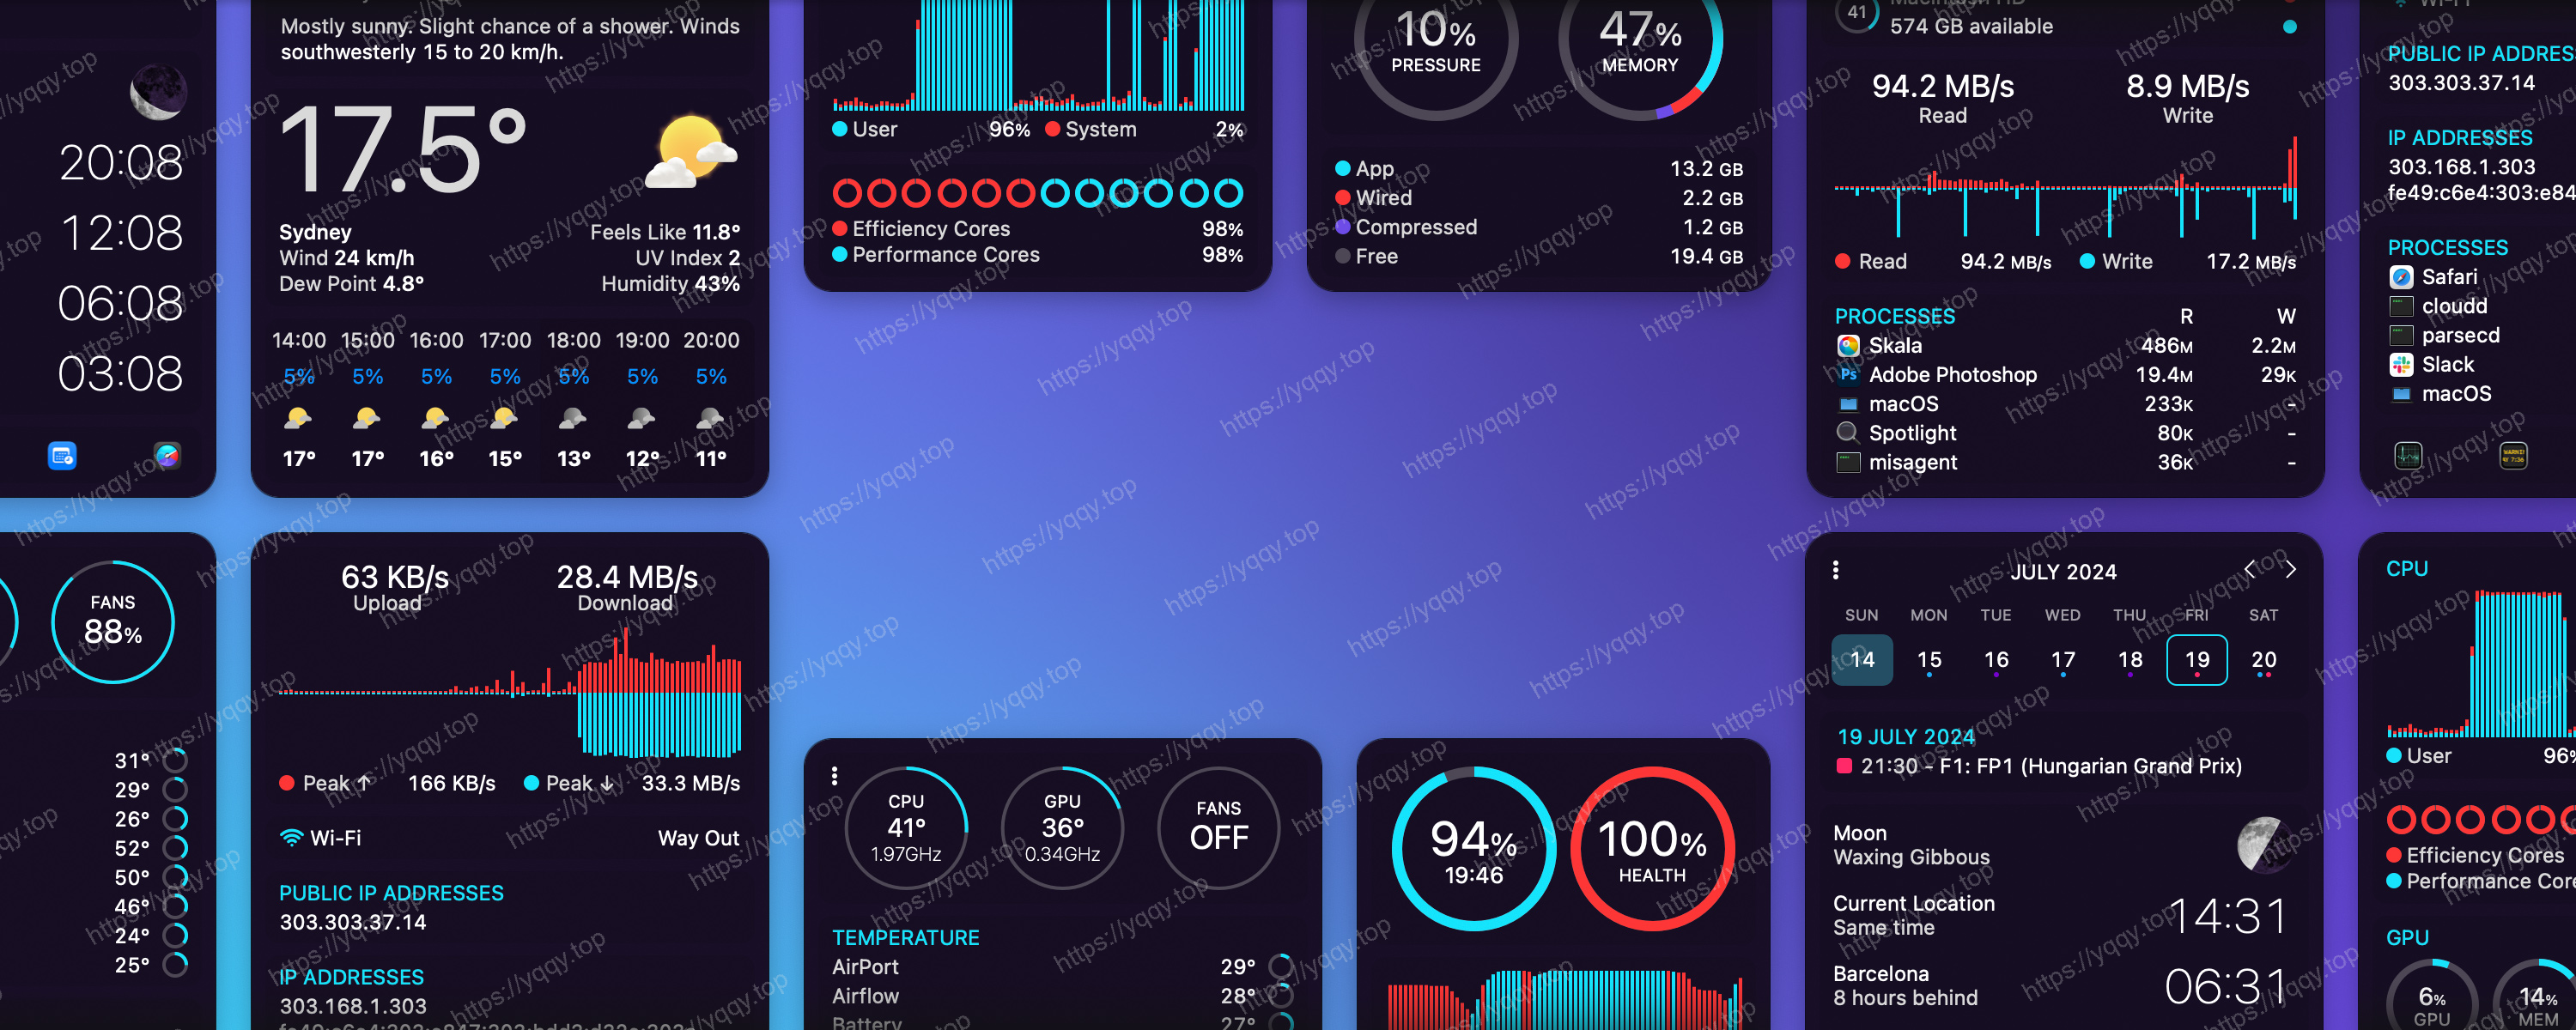 20:08
12:08
06:08
03:08
Mostly sunny. Slight chance of a shower. Winds
southwesterly 15 to 20 km/h.
17.5°
Sydney
Wind 24 km/h
Dew Point 4.8°
Feels Like 11.8°
UV Index 2
Humidity 43%
14:00 15:00 16:00 17:00 18:00 19:00 20:00
5% 5% 5% 5% 5% 5% 5%
17° 17° 16° 15° 13° 12° 11°
User 96% System 2%
Efficiency Cores 98%
Performance Cores 98%
10%
PRESSURE
47%
MEMORY
App 13.2 GB
Wired 2.2 GB
Compressed 1.2 GB
Free 19.4 GB
41
574 GB available
94.2 MB/s
Read
8.9 MB/s
Write
Read 94.2 MB/s Write 17.2 MB/s
PROCESSES R W
Skala 486M 2.2M
Adobe Photoshop 19.4M 29K
macOS 233K -
Spotlight 80K -
misagent 36K -
PUBLIC IP ADDRES
303.303.37.14
IP ADDRESSES
303.168.1.303
fe49:c6e4:303:e84
PROCESSES
Safari
cloudd
parsecd
Slack
macOS
FANS
88%
31°
29°
26°
52°
50°
46°
24°
25°
63 KB/s
Upload
28.4 MB/s
Download
Peak ↑ 166 KB/s Peak ↓ 33.3 MB/s
Wi-Fi Way Out
PUBLIC IP ADDRESSES
303.303.37.14
IP ADDRESSES
303.168.1.303
CPU
41°
1.97GHz
GPU
36°
0.34GHz
FANS
OFF
TEMPERATURE
AirPort 29°
Airflow 28°
Battery 27°
94%
19:46
100%
HEALTH
JULY 2024
SUN MON TUE WED THU FRI SAT
14 15 16 17 18 19 20
19 JULY 2024
21:30 - F1: FP1 (Hungarian Grand Prix)
Moon
Waxing Gibbous
Current Location
Same time
14:31
Barcelona
8 hours behind
06:31
CPU
User 96%
Efficiency Cores
Performance Core
GPU
6%
GPU
14%
MEM
https://yqqy.top